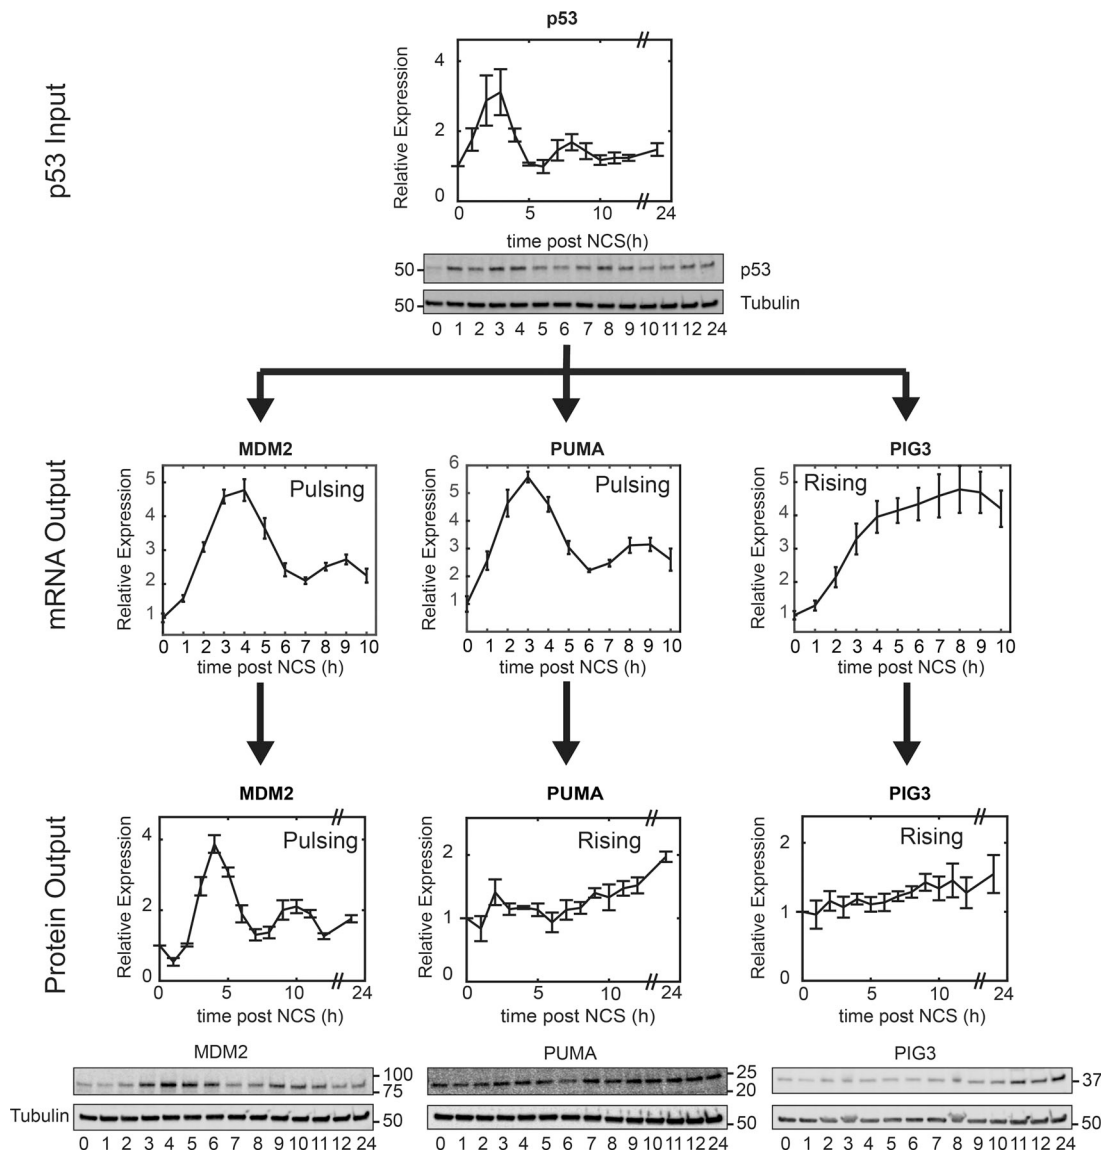 p53
p53 Input
Relative Expression
4
2
0
0 5 10 24
time post NCS(h)
50 p53
50 Tubulin
0 1 2 3 4 5 6 7 8 9 10 11 12 24
mRNA Output
MDM2 PUMA PIG3
Relative Expression
Pulsing
5
4
3
2
1
0 1 2 3 4 5 6 7 8 9 10
time post NCS (h)
Relative Expression
Pulsing
6
5
4
3
2
1
0 1 2 3 4 5 6 7 8 9 10
time post NCS (h)
Relative Expression
Rising
5
4
3
2
1
0 1 2 3 4 5 6 7 8 9 10
time post NCS (h)
Protein Output
MDM2 PUMA PIG3
Relative Expression
Pulsing
4
2
0
0 5 10 24
time post NCS (h)
Relative Expression
Rising
2
1
0
0 5 10 24
time post NCS (h)
Relative Expression
Rising
2
1
0
0 5 10 24
time post NCS (h)
MDM2
100
75
Tubulin 50
0 1 2 3 4 5 6 7 8 9 10 11 12 24
PUMA
25
20
50
0 1 2 3 4 5 6 7 8 9 10 11 12 24
PIG3
37
50
0 1 2 3 4 5 6 7 8 9 10 11 12 24